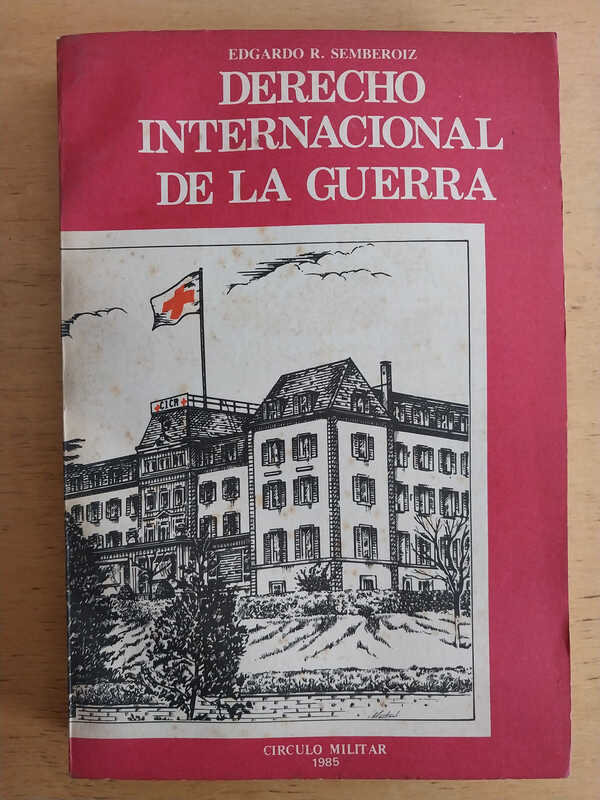 EDGARDO R. SEMBEROIZ
DERECHO
INTERNACIONAL
DE LA GUERRA
CICR
CIRCULO MILITAR
1985